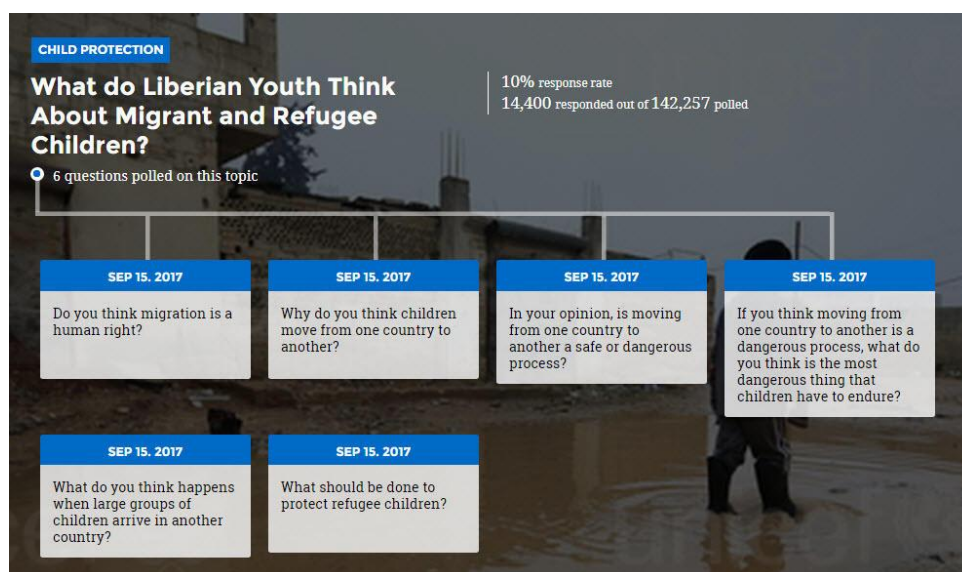 CHILD PROTECTION
What do Liberian Youth Think
About Migrant and Refugee
Children?
6 questions polled on this topic
10% response rate
14,400 responded out of 142,257 polled
SEP 15. 2017
Do you think migration is a
human right?
SEP 15. 2017
Why do you think children
move from one country to
another?
SEP 15. 2017
In your opinion, is moving
from one country to
another a safe or dangerous
process?
SEP 15. 2017
If you think moving from
one country to another is a
dangerous process, what do
you think is the most
dangerous thing that
children have to endure?
SEP 15. 2017
What do you think happens
when large groups of
children arrive in another
country?
SEP 15. 2017
What should be done to
protect refugee children?